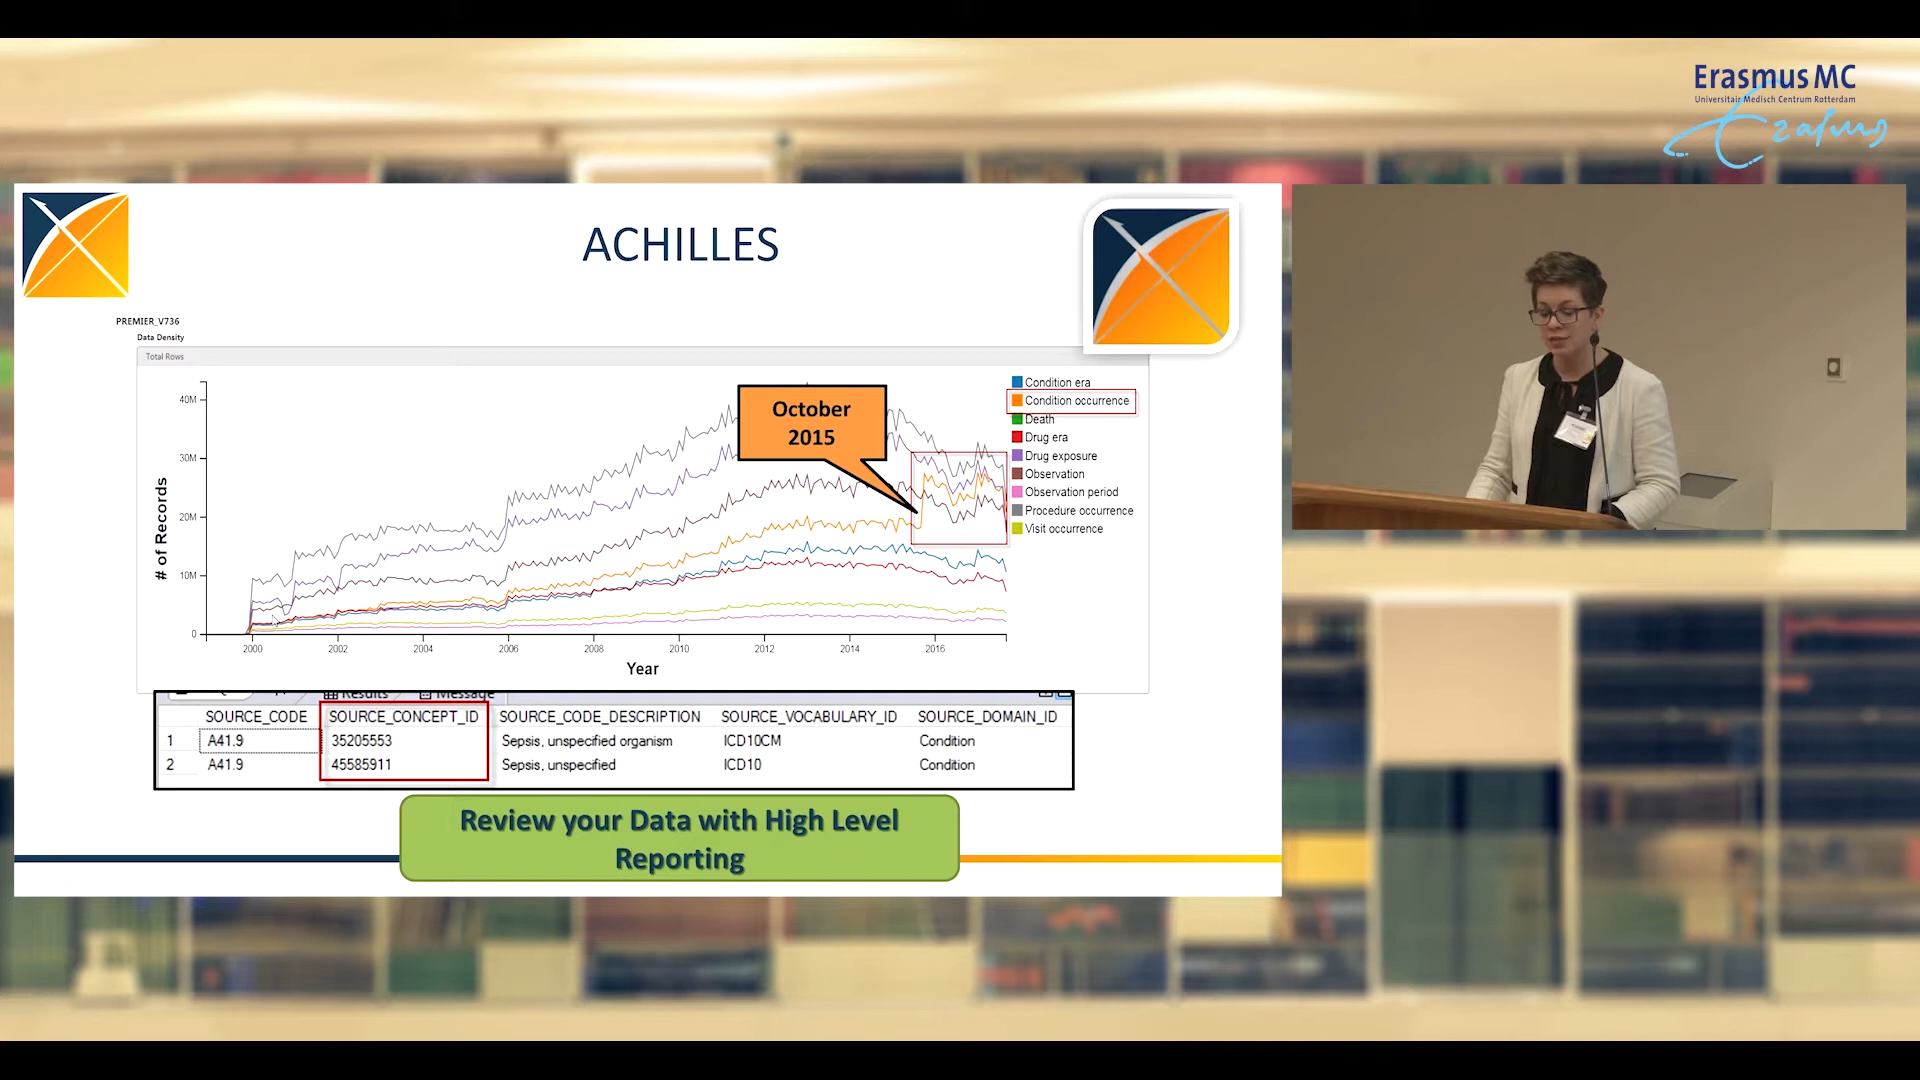 Erasmus MC
Universitair Medisch Centrum Rotterdam
Erasmus
ACHILLES
PREMIER_V736
Data Density
Total Rows
# of Records
40M
30M
20M
10M
0
2000 2002 2004 2006 2008 2010 2012 2014 2016
Year
October
2015
Condition era
Condition occurrence
Death
Drug era
Drug exposure
Observation
Observation period
Procedure occurrence
Visit occurrence
Results Message
SOURCE_CODE SOURCE_CONCEPT_ID SOURCE_CODE_DESCRIPTION SOURCE_VOCABULARY_ID SOURCE_DOMAIN_ID
1 A41.9 35205553 Sepsis, unspecified organism ICD10CM Condition
2 A41.9 45585911 Sepsis, unspecified ICD10 Condition
Review your Data with High Level
Reporting